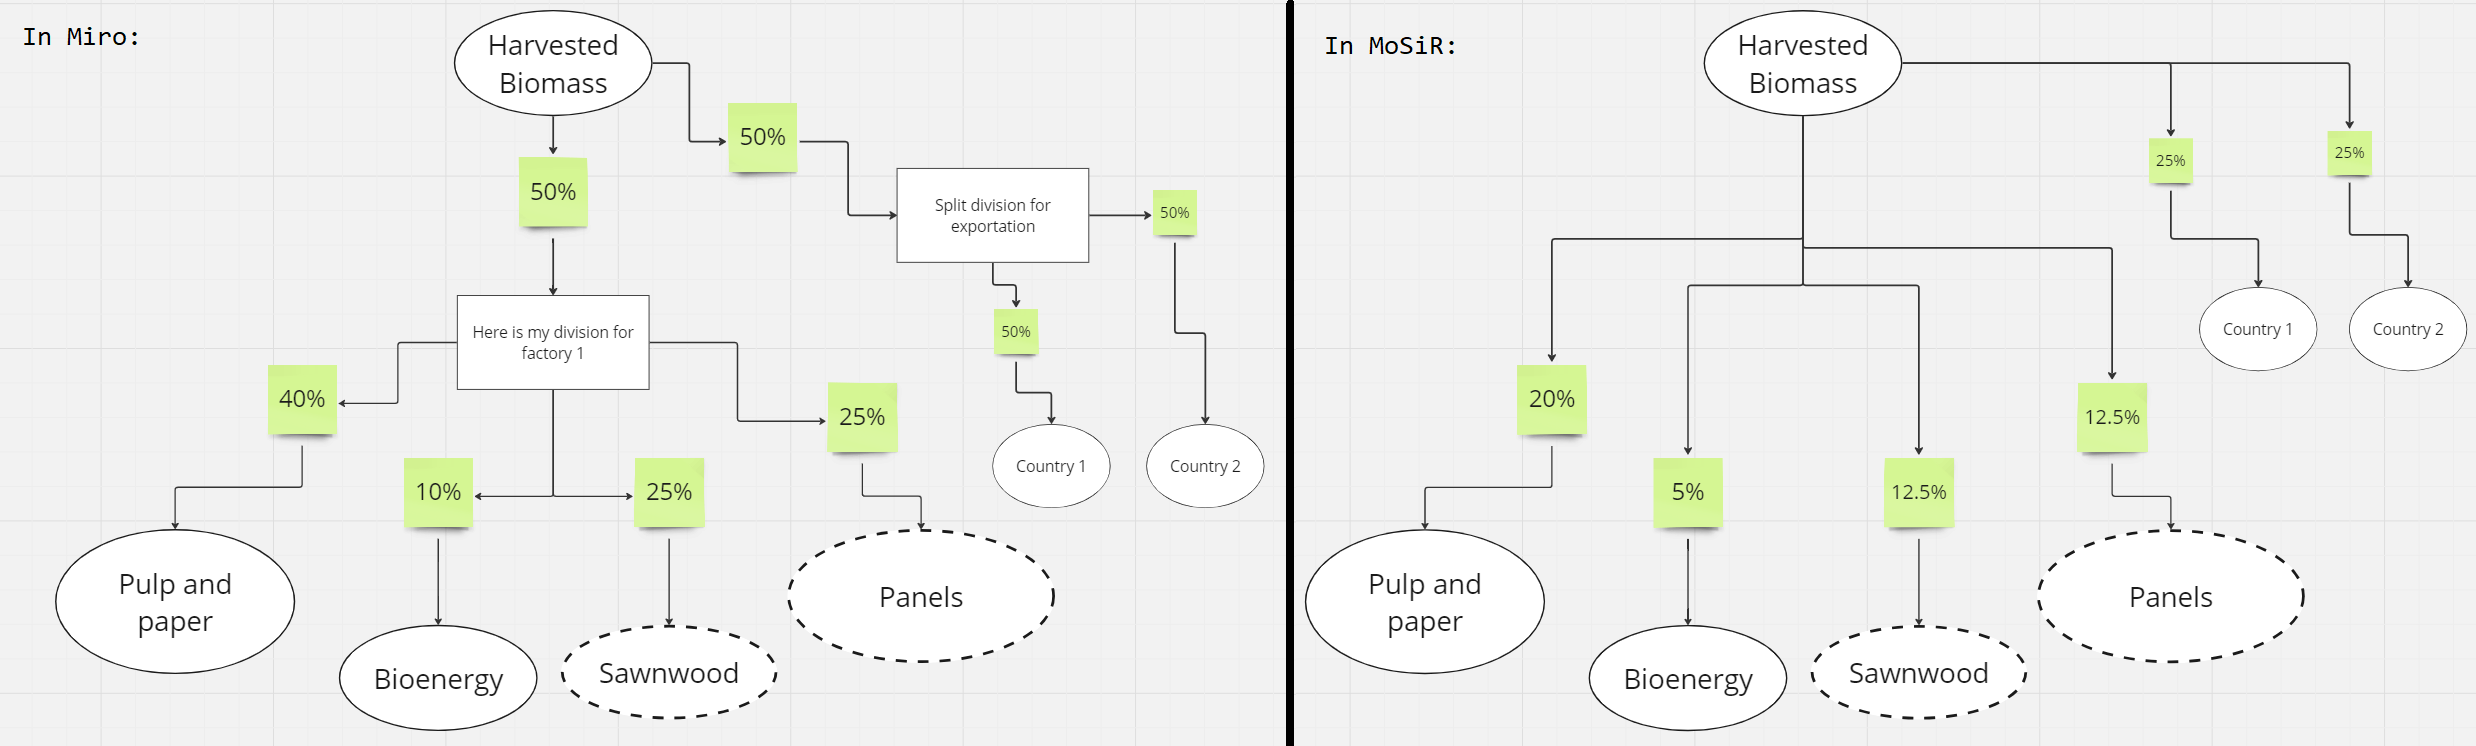 In Miro:
Harvested
Biomass
50%
50%
Split division for
exportation
50%
50%
Here is my division for
factory 1
40%
25%
10%
25%
Country 1
Country 2
Pulp and
paper
Bioenergy
Sawnwood
Panels
In MoSiR:
Harvested
Biomass
25%
25%
Country 1
Country 2
20%
5%
12.5%
12.5%
Pulp and
paper
Bioenergy
Sawnwood
Panels